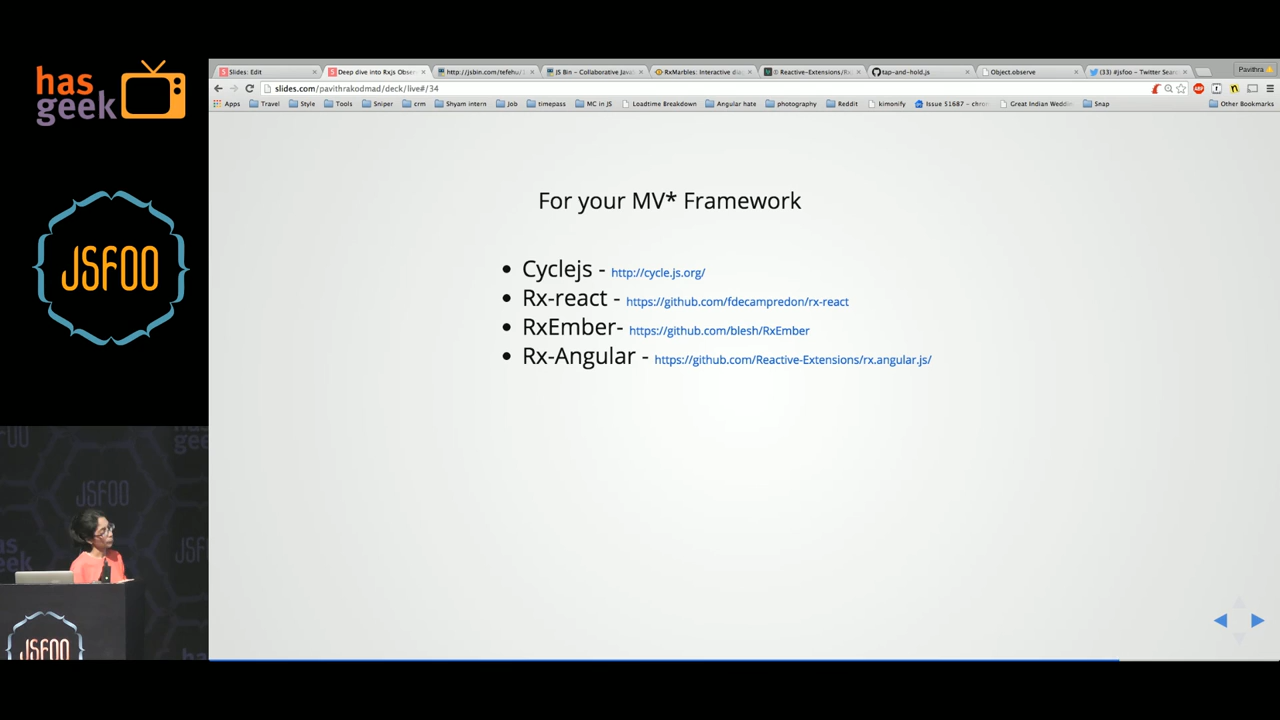 has
geek
JSFOO
Slides: Edit
Deep dive into Rxjs Obser
http://jsbin.com/tefehu/1
JS Bin - Collaborative Java
RxMarbles: Interactive dia
Reactive-Extensions/Rx
tap-and-hold.js
Object.observe
(33) #jsfoo - Twitter Sear
Pavithra
slides.com/pavithrakodmad/deck/live#/34
Apps
Travel
Style
Tools
Sniper
crm
Shyam intern
Job
timepass
MC in JS
Loadtime Breakdown
Angular hate
photography
Reddit
kimonify
Issue 51687 - chrom
Great Indian Weddi
Snap
Other Bookmarks
For your MV* Framework
• Cyclejs - http://cycle.js.org/
• Rx-react - https://github.com/fdecampredon/rx-react
• RxEmber- https://github.com/blesh/RxEmber
• Rx-Angular - https://github.com/Reactive-Extensions/rx.angular.js/
JSFOO
JSFOO